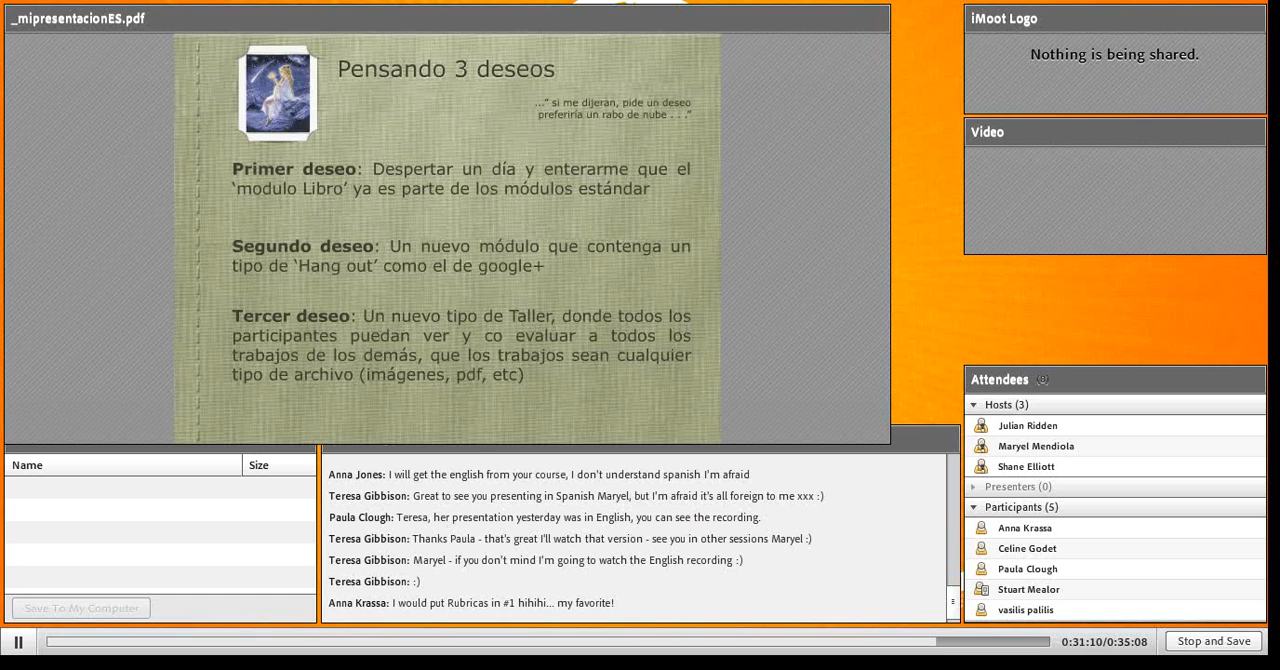 _mipresentacionES.pdf
Pensando 3 deseos
..." si me dijeran, pide un deseo
preferiría un rabo de nube . . ."
Primer deseo: Despertar un día y enterarme que el
‘modulo Libro’ ya es parte de los módulos estándar
Segundo deseo: Un nuevo módulo que contenga un
tipo de ‘Hang out’ como el de google+
Tercer deseo: Un nuevo tipo de Taller, donde todos los
participantes puedan ver y co evaluar a todos los
trabajos de los demás, que los trabajos sean cualquier
tipo de archivo (imágenes, pdf, etc)
Name
Size
Save To My Computer
Anna Jones: I will get the english from your course, I don't understand spanish I'm afraid
Teresa Gibbison: Great to see you presenting in Spanish Maryel, but I'm afraid it's all foreign to me xxx :)
Paula Clough: Teresa, her presentation yesterday was in English, you can see the recording.
Teresa Gibbison: Thanks Paula - that's great I'll watch that version - see you in other sessions Maryel :)
Teresa Gibbison: Maryel - if you don't mind I'm going to watch the English recording :)
Teresa Gibbison: :)
Anna Krassa: I would put Rubricas in #1 hihihi... my favorite!
iMoot Logo
Nothing is being shared.
Video
Attendees (8)
Hosts (3)
Julian Ridden
Maryel Mendiola
Shane Elliott
Presenters (0)
Participants (5)
Anna Krassa
Celine Godet
Paula Clough
Stuart Mealor
vasilis palilis
0:31:10/0:35:08
Stop and Save